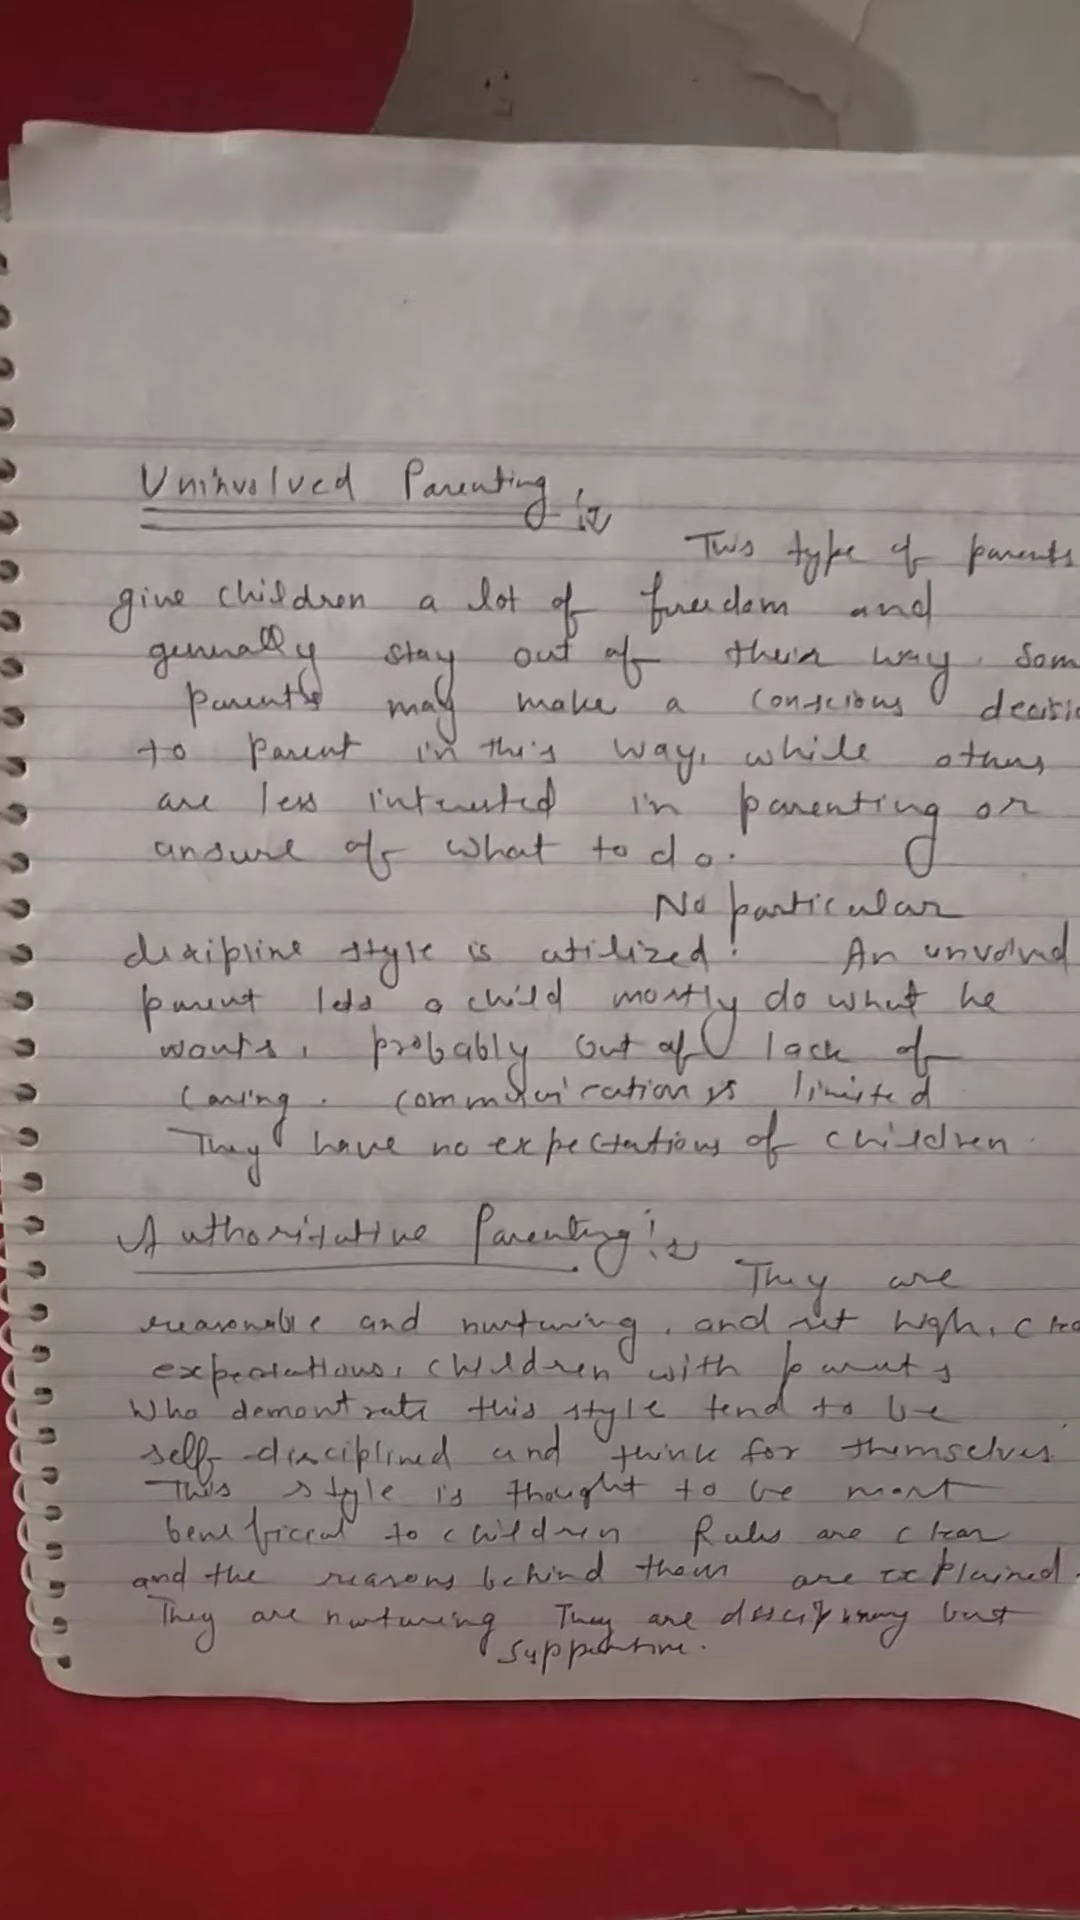 Uninvolved Parenting :-
This type of parents
give children a lot of freedom and
generally stay out of their way. Som
parents may make a conscious decisi
to parent in this way, while others
are less interested in parenting or
unsure of what to do.
No particular
discipline style is utilized. An unvolved
parent lets a child mostly do what he
wants, probably out of lack of
caring. Communication is limited
They have no expectations of children.
Authoritative Parenting :-
They are
reasonable and nurturing, and set high, clea
expectations, children with parents
who demontrate this style tend to be
self-disciplined and think for themselves
This style is thought to be most
beneficial to children Rules are clear
and the reasons behind them are explained.
They are nurturing They are but
supportive.